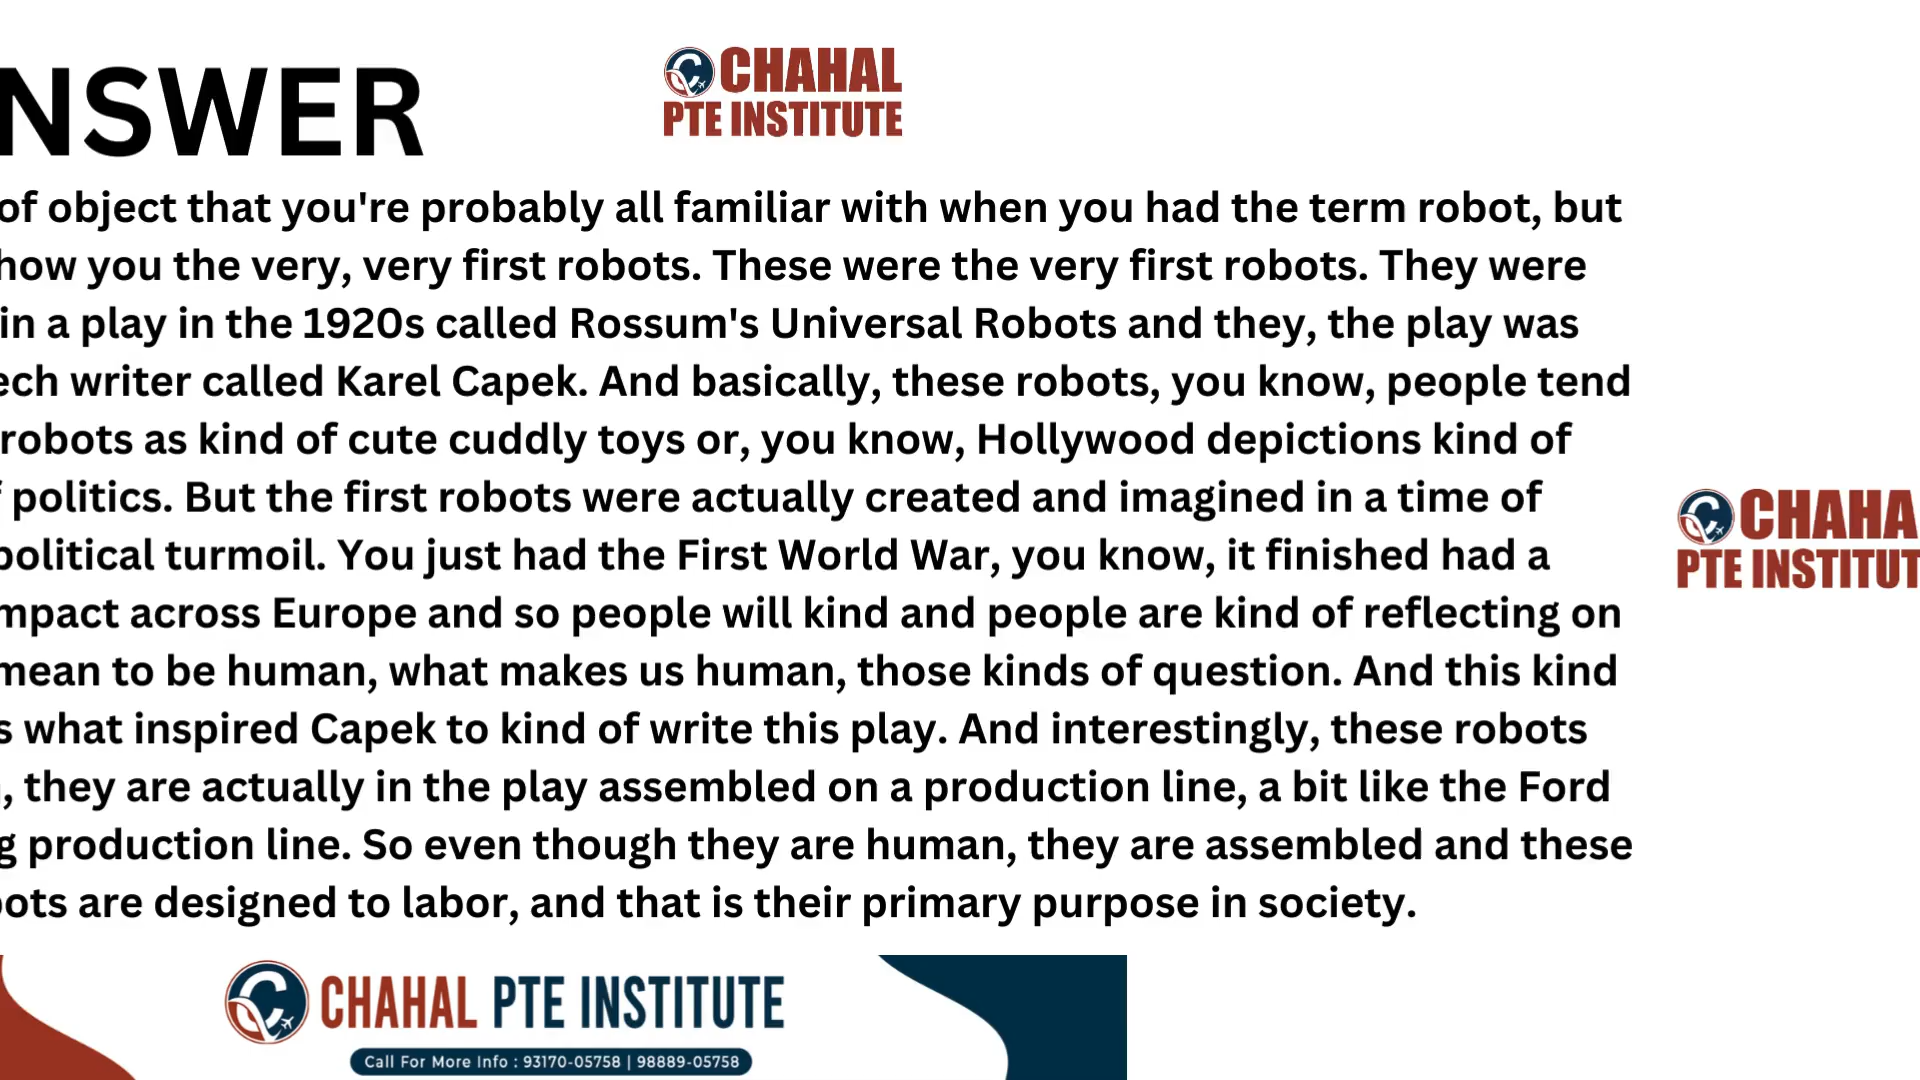 NSWER
CHAHAL
PTE INSTITUTE
of object that you're probably all familiar with when you had the term robot, but
how you the very, very first robots. These were the very first robots. They were
in a play in the 1920s called Rossum's Universal Robots and they, the play was
ech writer called Karel Capek. And basically, these robots, you know, people tend
robots as kind of cute cuddly toys or, you know, Hollywood depictions kind of
f politics. But the first robots were actually created and imagined in a time of
political turmoil. You just had the First World War, you know, it finished had a
mpact across Europe and so people will kind and people are kind of reflecting on
mean to be human, what makes us human, those kinds of question. And this kind
s what inspired Capek to kind of write this play. And interestingly, these robots
, they are actually in the play assembled on a production line, a bit like the Ford
g production line. So even though they are human, they are assembled and these
bots are designed to labor, and that is their primary purpose in society.
CHAHA
PTE INSTITUT
CHAHAL PTE INSTITUTE
Call For More Info : 93170-05758 | 98889-05758